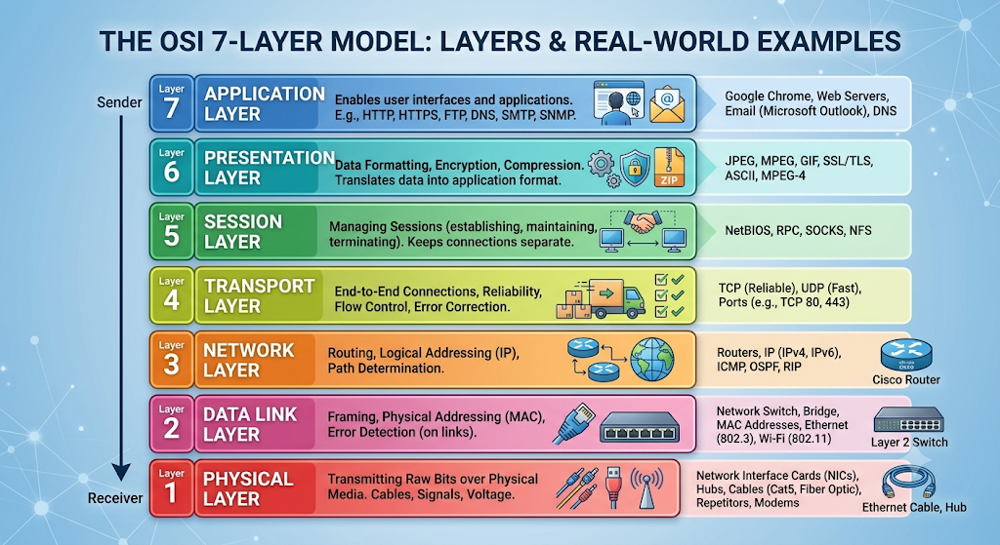 THE OSI 7-LAYER MODEL: LAYERS & REAL-WORLD EXAMPLES
Sender
Layer
7
APPLICATION
LAYER
Enables user interfaces and applications.
E.g., HTTP, HTTPS, FTP, DNS, SMTP, SNMP.
@
Google Chrome, Web Servers,
Email (Microsoft Outlook), DNS
Layer
6
PRESENTATION
LAYER
Data Formatting, Encryption, Compression.
Translates data into application format.
ZIP
JPEG, MPEG, GIF, SSL/TLS,
ASCII, MPEG-4
Layer
5
SESSION
LAYER
Managing Sessions (establishing, maintaining,
terminating). Keeps connections separate.
NetBIOS, RPC, SOCKS, NFS
Layer
4
TRANSPORT
LAYER
End-to-End Connections, Reliability,
Flow Control, Error Correction.
TCP (Reliable), UDP (Fast),
Ports (e.g., TCP 80, 443)
Layer
3
NETWORK
LAYER
Routing, Logical Addressing (IP),
Path Determination.
Routers, IP (IPv4, IPv6),
ICMP, OSPF, RIP
Cisco Router
Layer
2
DATA LINK
LAYER
Framing, Physical Addressing (MAC),
Error Detection (on links).
Network Switch, Bridge,
MAC Addresses, Ethernet
(802.3), Wi-Fi (802.11)
Layer 2 Switch
Layer
1
PHYSICAL
LAYER
Transmitting Raw Bits over Physical
Media. Cables, Signals, Voltage.
Network Interface Cards (NICs),
Hubs, Cables (Cat5, Fiber Optic),
Repetitors, Modems
Ethernet Cable, Hub
Receiver